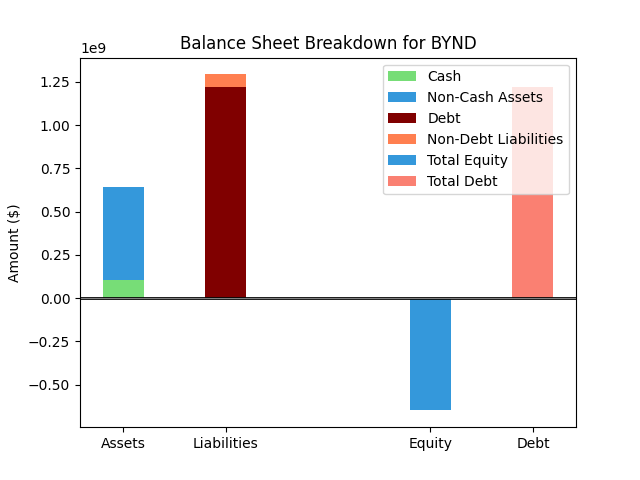 Balance Sheet Breakdown for BYND
1e9
Cash
Non-Cash Assets
Debt
Non-Debt Liabilities
Total Equity
Total Debt
Amount ($)
1.25
1.00
0.75
0.50
0.25
0.00
−0.25
−0.50
Assets Liabilities Equity Debt